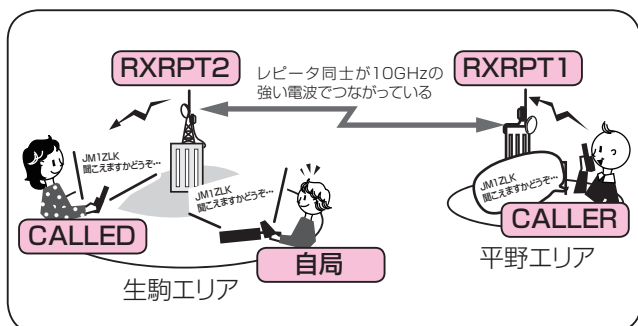 RXRPT2
レピータ同士が10GHzの
強い電波でつながっている
RXRPT1
JM1ZLK
聞こえますかどうぞ…
JM1ZLK
聞こえますかどうぞ…
JM1ZLK
聞こえますかどうぞ…
CALLED
自局
CALLER
生駒エリア
平野エリア